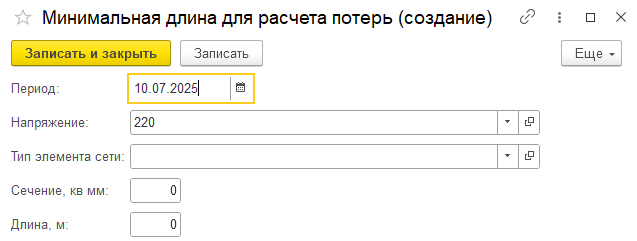 Минимальная длина для расчета потерь (создание)
Записать и закрыть Записать Еще
Период: 10.07.2025
Напряжение: 220
Тип элемента сети:
Сечение, кв мм: 0
Длина, м: 0